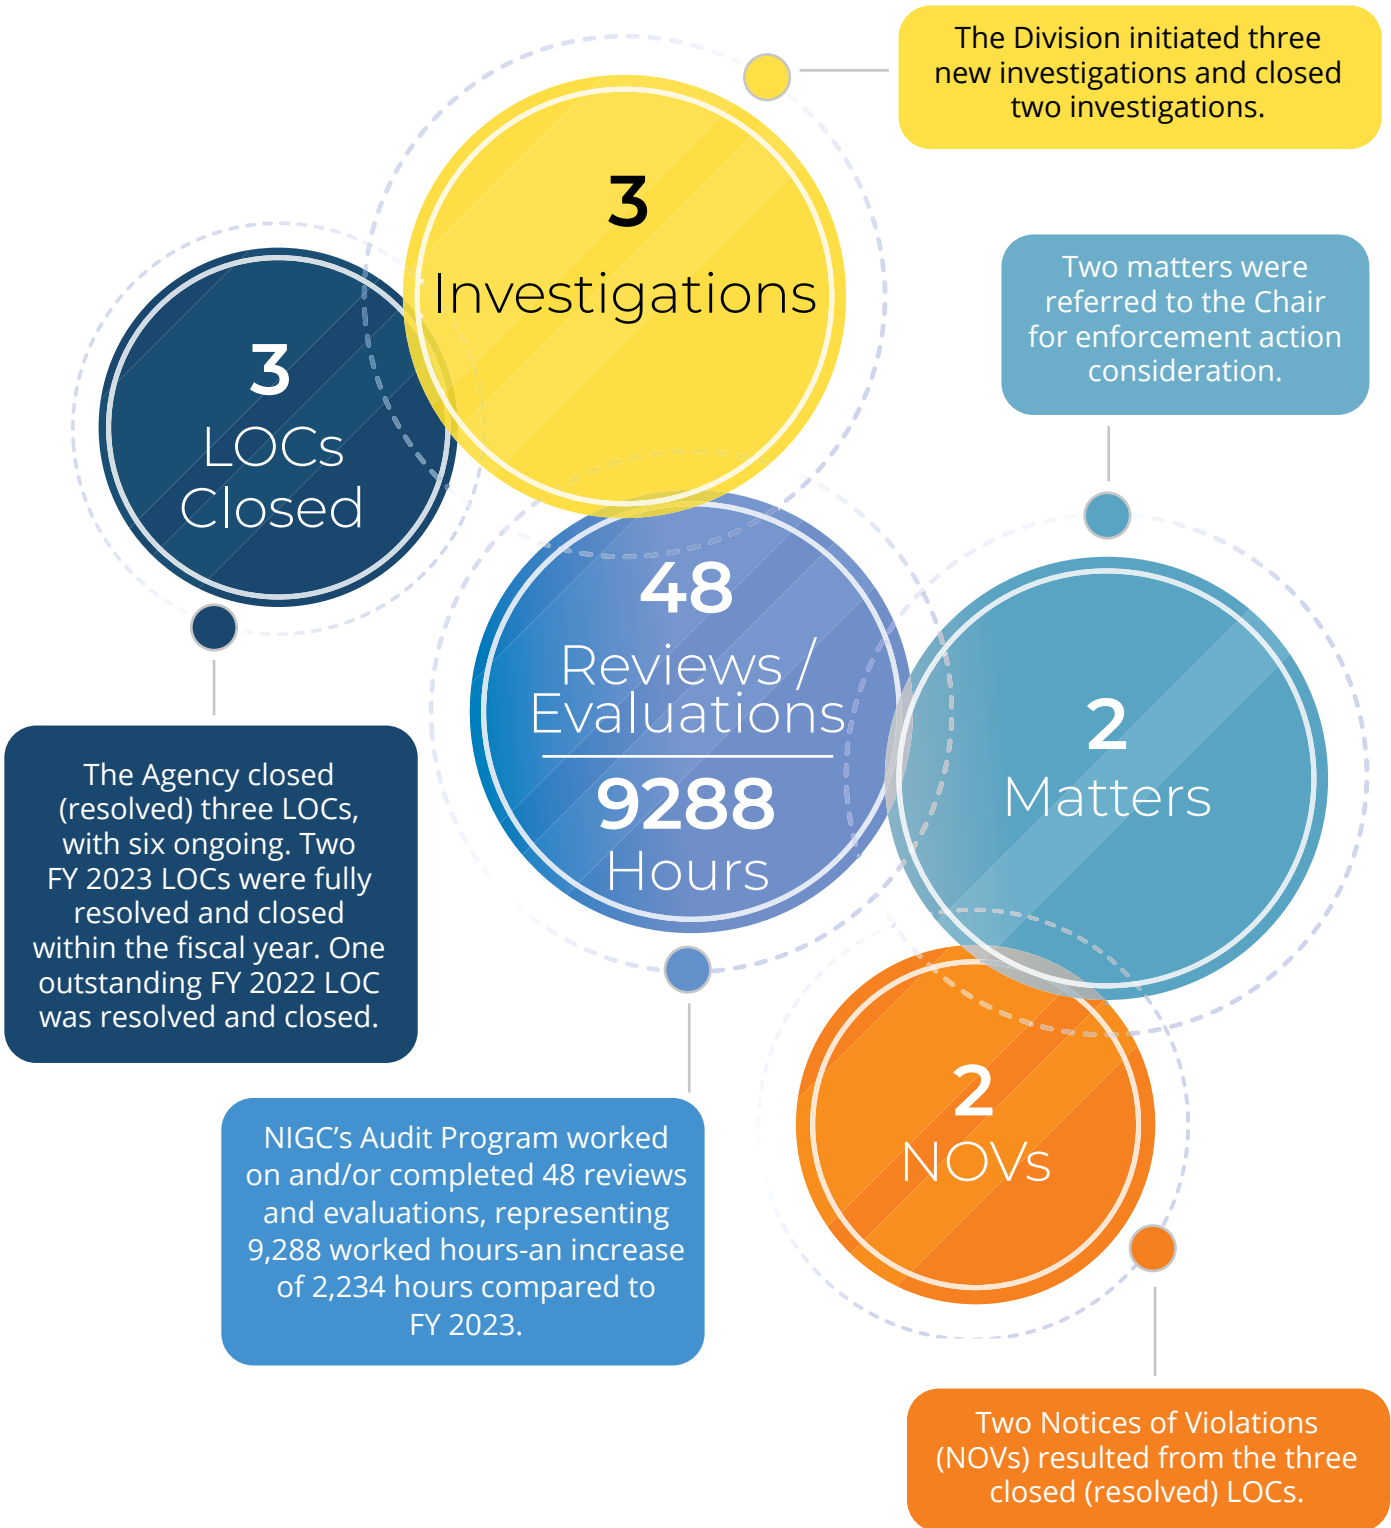 The Division initiated three
new investigations and closed
two investigations.
3
Investigations
Two matters were
referred to the Chair
for enforcement action
consideration.
3
LOCs
Closed
48
Reviews /
Evaluations
9288
Hours
2
Matters
The Agency closed
(resolved) three LOCs,
with six ongoing. Two
FY 2023 LOCs were fully
resolved and closed
within the fiscal year. One
outstanding FY 2022 LOC
was resolved and closed.
2
NOVs
NIGC’s Audit Program worked
on and/or completed 48 reviews
and evaluations, representing
9,288 worked hours-an increase
of 2,234 hours compared to
FY 2023.
Two Notices of Violations
(NOVs) resulted from the three
closed (resolved) LOCs.